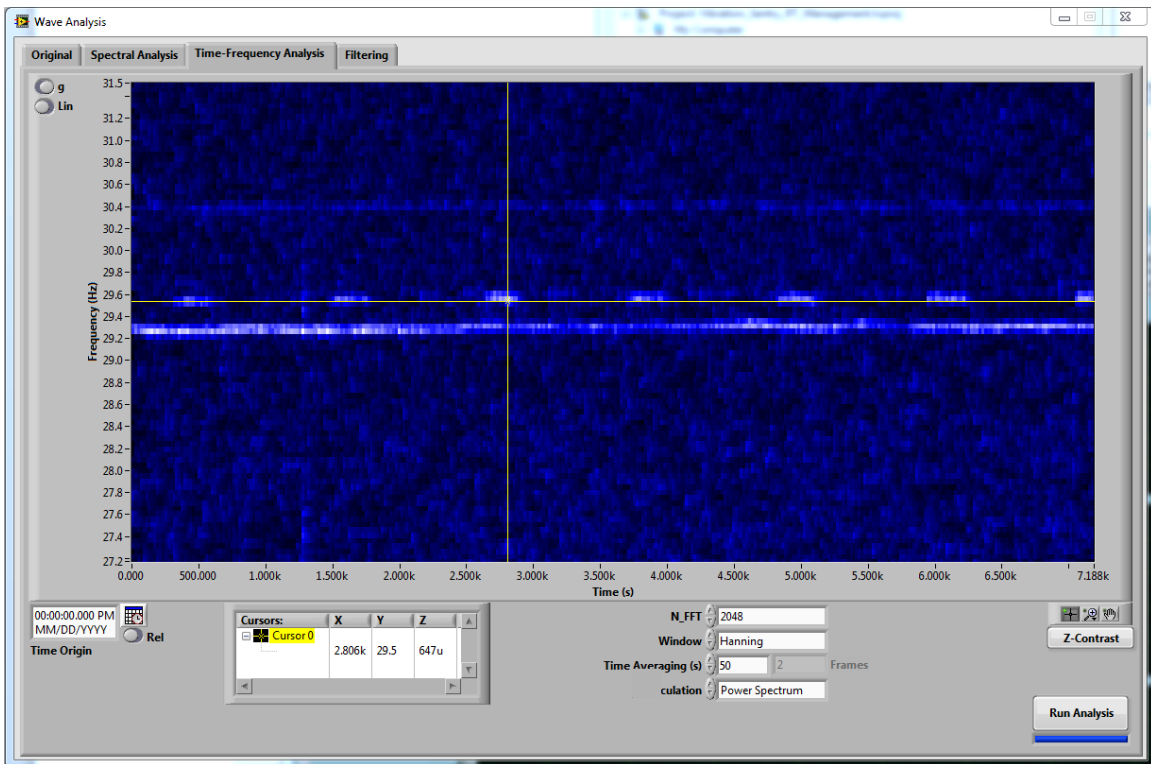 Wave Analysis
My Computer
Original Spectral Analysis Time-Frequency Analysis Filtering
g
Lin
Frequency (Hz)
31.5
31.2
31.0
30.8
30.6
30.4
30.2
30.0
29.8
29.6
29.4
29.2
29.0
28.8
28.6
28.4
28.2
28.0
27.8
27.6
27.4
27.2
0.000 500.000 1.000k 1.500k 2.000k 2.500k 3.000k 3.500k 4.000k 4.500k 5.000k 5.500k 6.000k 6.500k 7.188k
Time (s)
00:00:00.000 PM
MM/DD/YYYY
Rel
Time Origin
Cursors: X Y Z
Cursor 0
2.806k 29.5 647u
N_FFT 2048
Window Hanning
Time Averaging (s) 50 2 Frames
culation Power Spectrum
Z-Contrast
Run Analysis